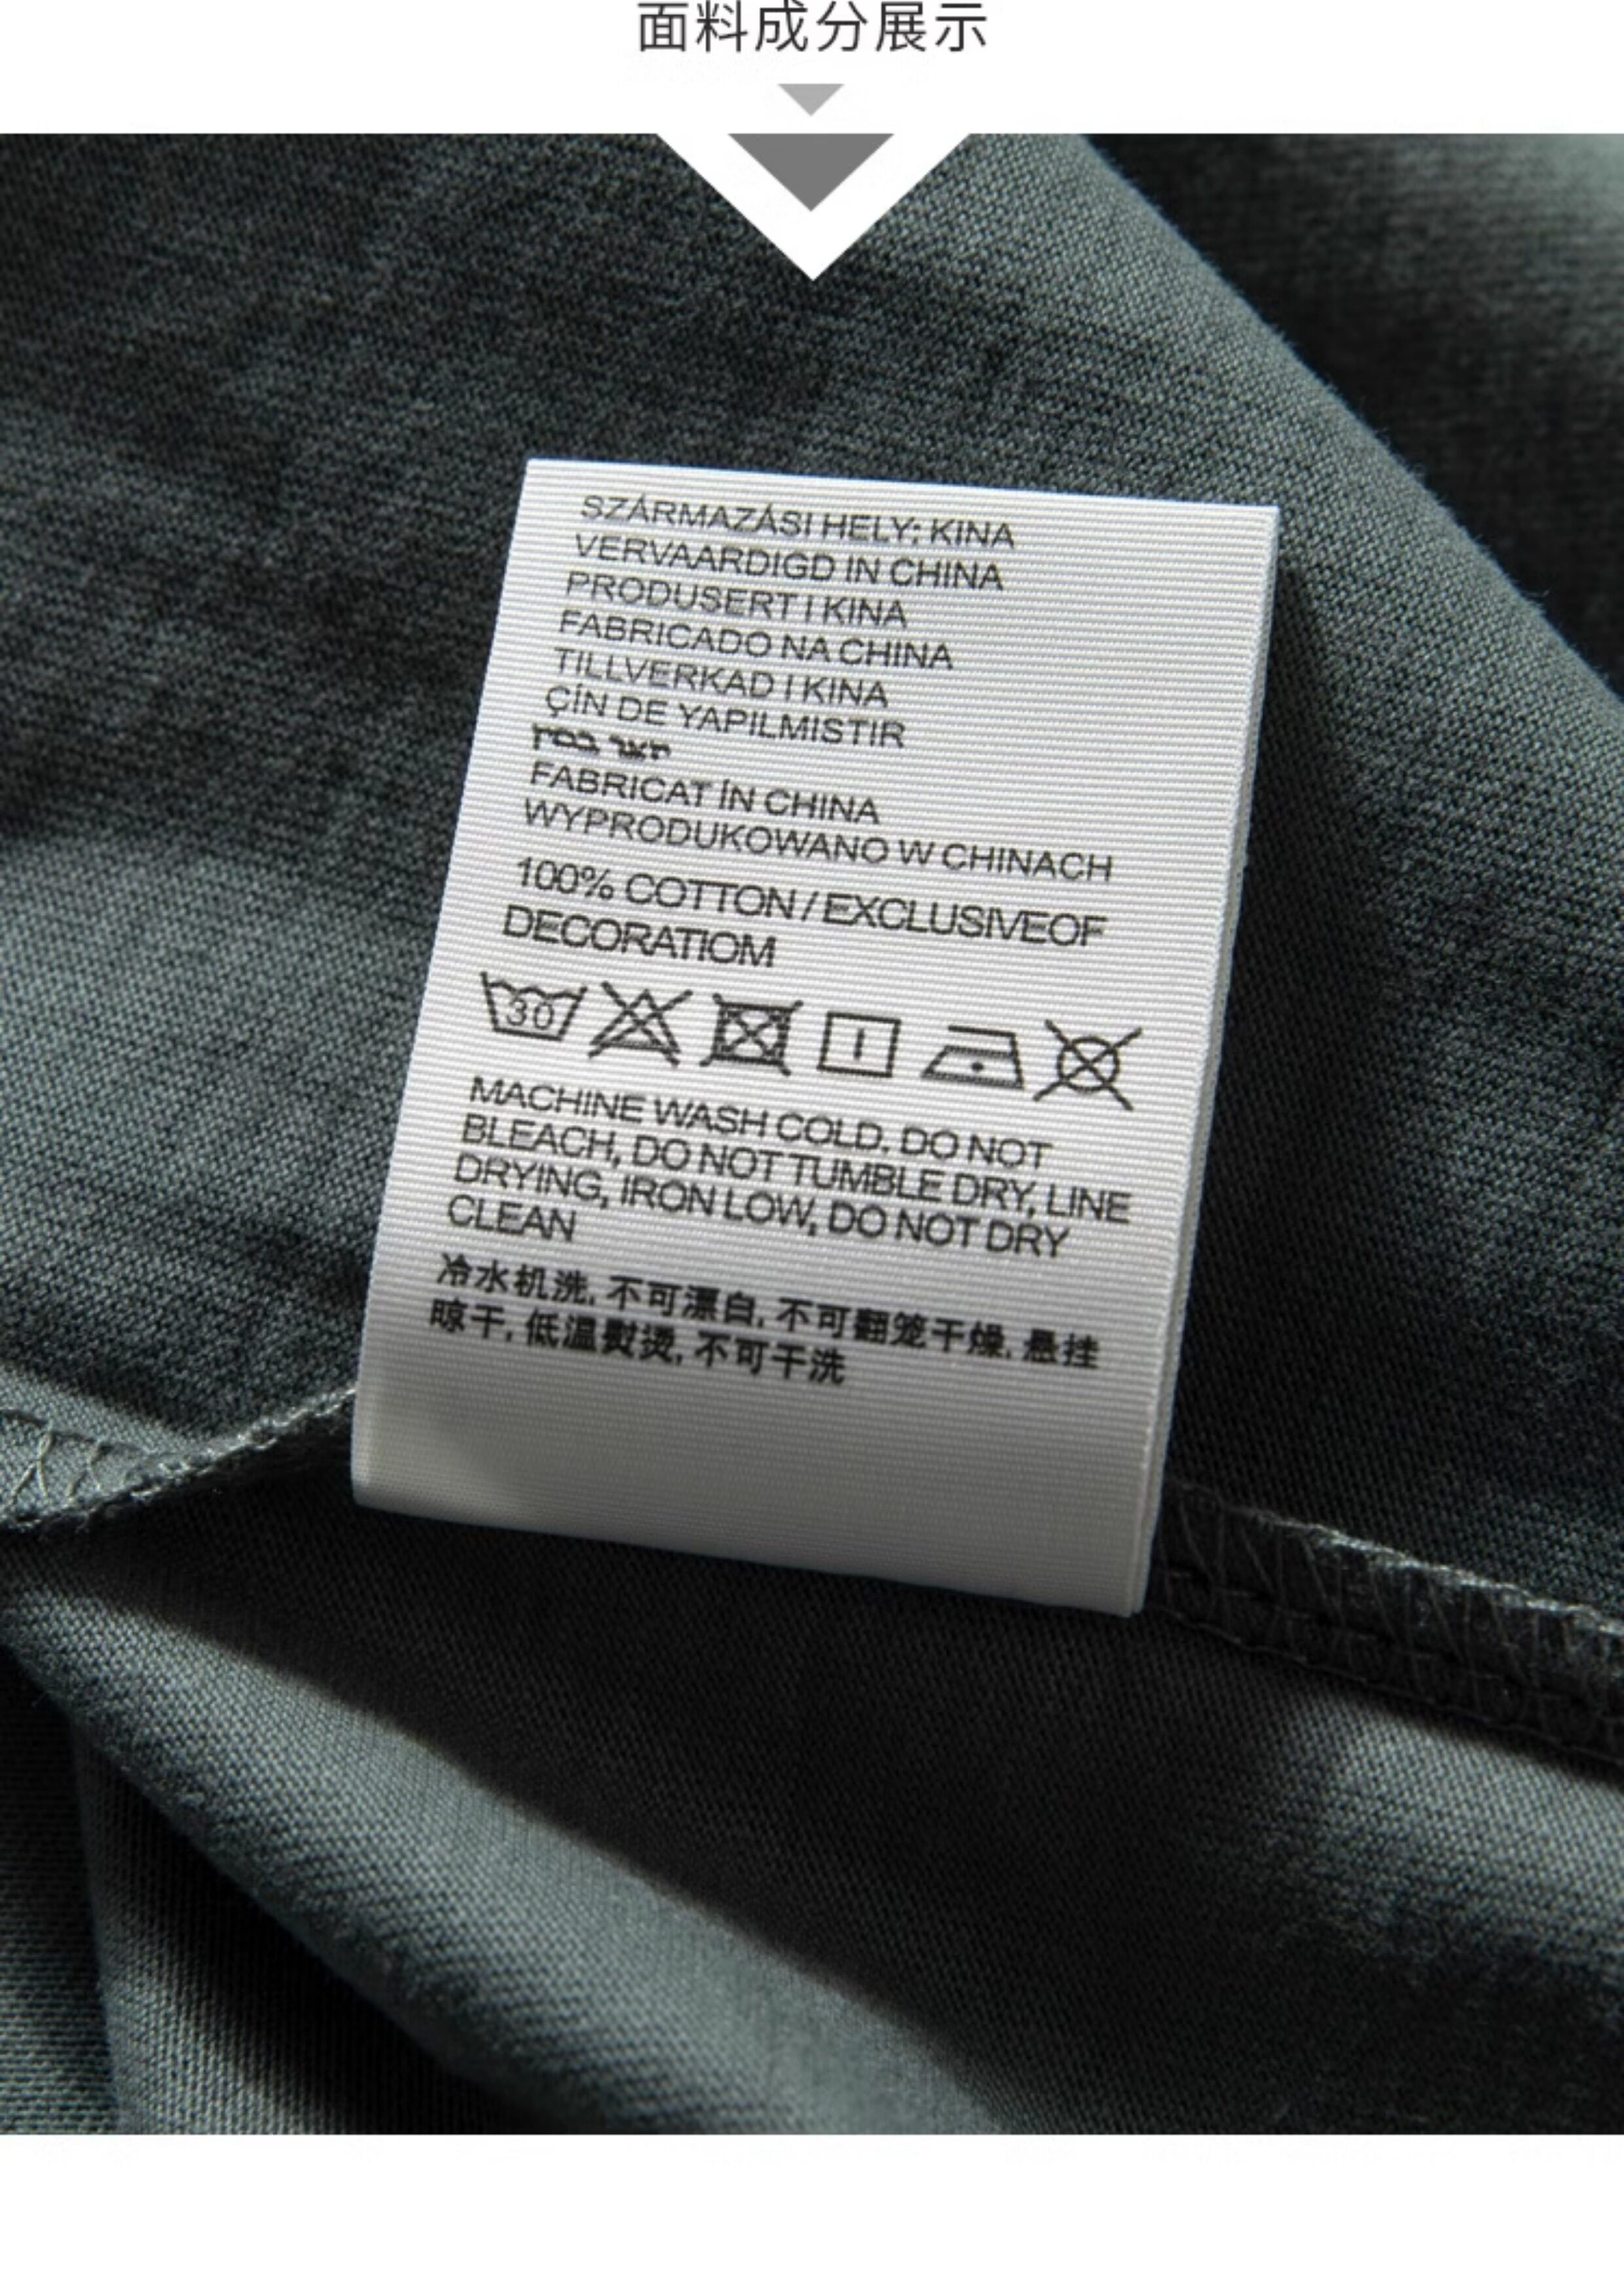 面料成分展示
SZÁRMAZÁSI HELY: KINA
VERVAARDIGD IN CHINA
PRODUSERT I KINA
FABRICADO NA CHINA
TILLVERKAD I KINA
ÇİN DE YAPILMISTIR
FABRICAT ÎN CHINA
WYPRODUKOWANO W CHINACH
100% COTTON / EXCLUSIVEOF
DECORATIOM
30
MACHINE WASH COLD. DO NOT
BLEACH, DO NOT TUMBLE DRY, LINE
DRYING, IRON LOW, DO NOT DRY
CLEAN
冷水机洗, 不可漂白, 不可翻笼干燥, 悬挂
晾干, 低温熨烫, 不可干洗